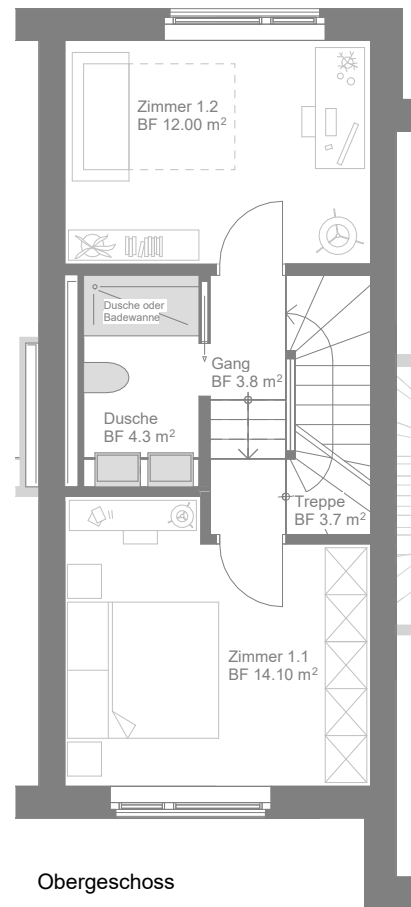 Zimmer 1.2
BF 12.00 m²
Dusche oder
Badewanne
Gang
BF 3.8 m²
Dusche
BF 4.3 m²
Treppe
BF 3.7 m²
Zimmer 1.1
BF 14.10 m²
Obergeschoss